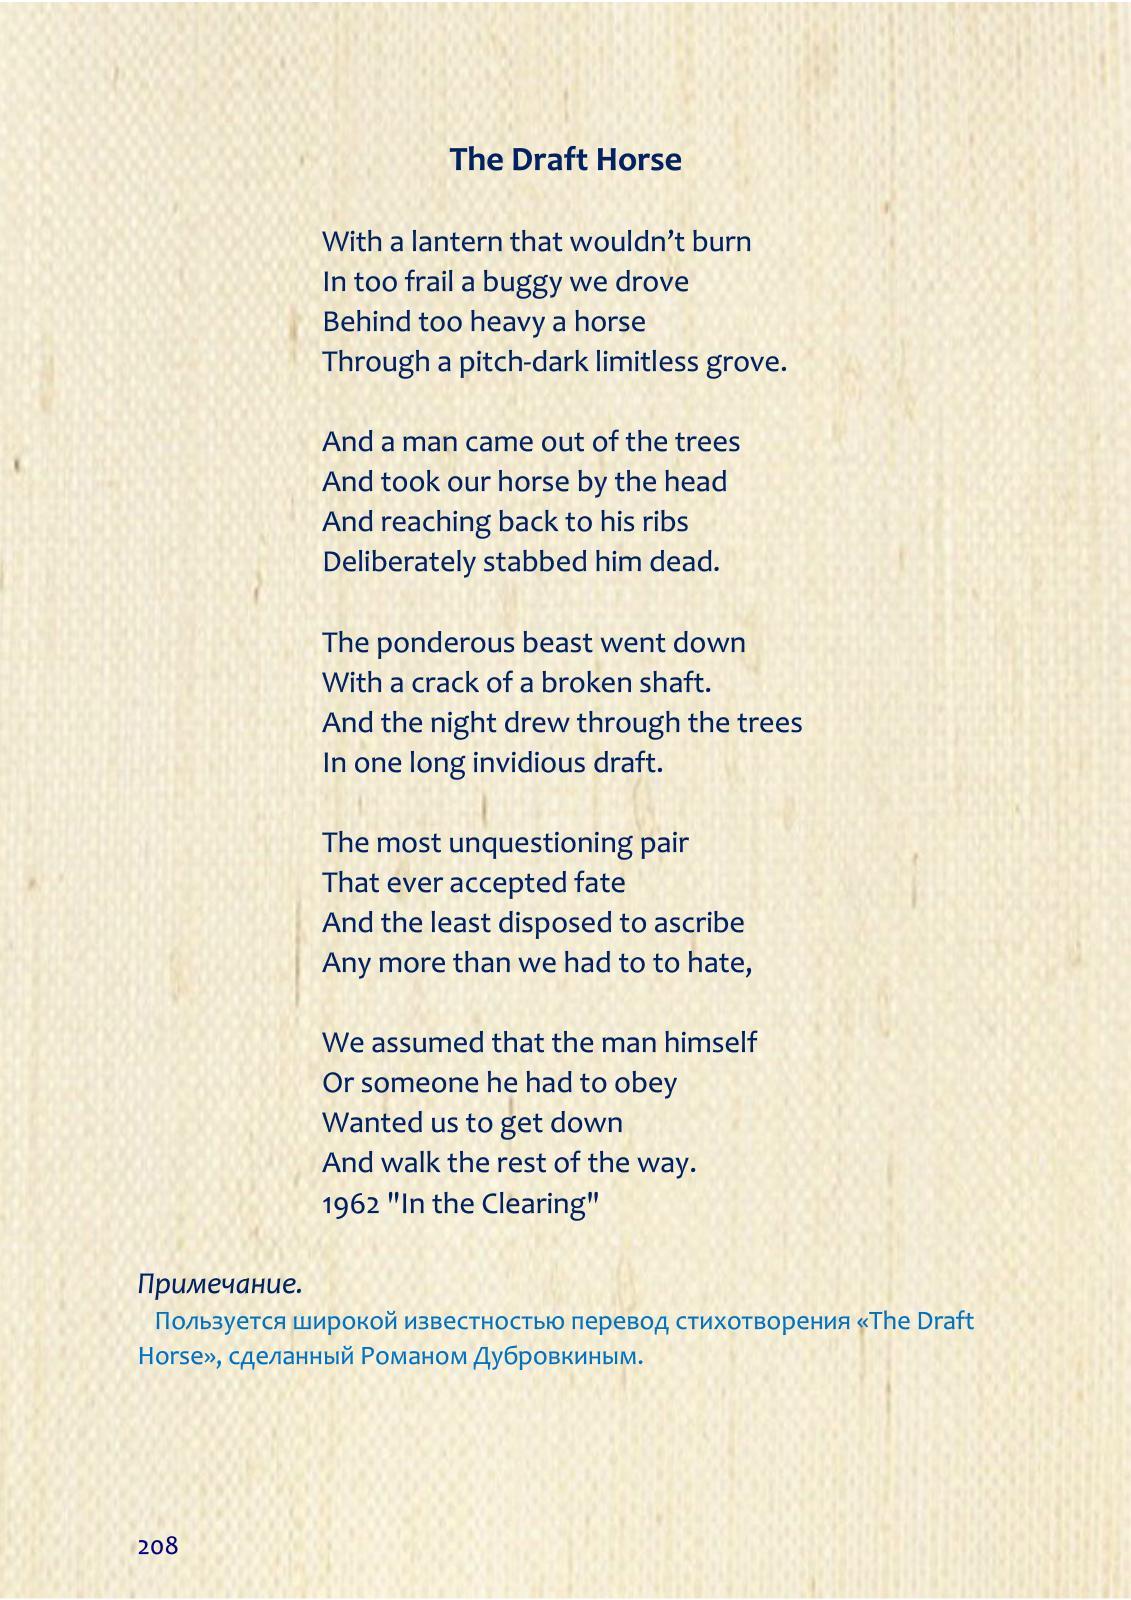 The Draft Horse
With a lantern that wouldn’t burn
In too frail a buggy we drove
Behind too heavy a horse
Through a pitch-dark limitless grove.
And a man came out of the trees
And took our horse by the head
And reaching back to his ribs
Deliberately stabbed him dead.
The ponderous beast went down
With a crack of a broken shaft.
And the night drew through the trees
In one long invidious draft.
The most unquestioning pair
That ever accepted fate
And the least disposed to ascribe
Any more than we had to to hate,
We assumed that the man himself
Or someone he had to obey
Wanted us to get down
And walk the rest of the way.
1962 "In the Clearing"
Примечание.
Пользуется широкой известностью перевод стихотворения «The Draft
Horse», сделанный Романом Дубровкиным.
208